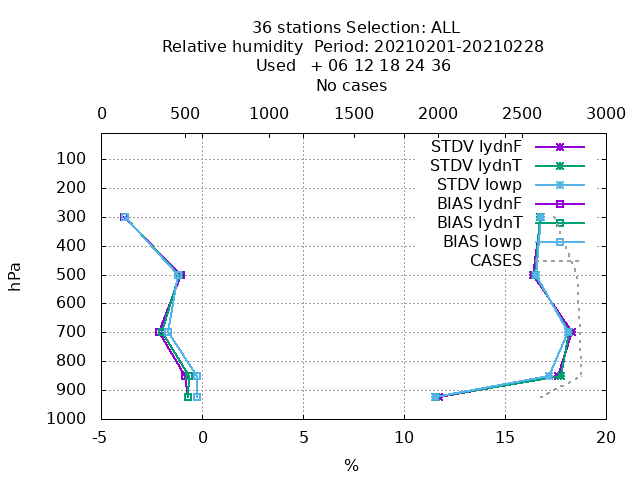 36 stations Selection: ALL
Relative humidity  Period: 20210201-20210228
Used   + 06 12 18 24 36
No cases
0 500 1000 1500 2000 2500 3000
STDV lydnF
STDV lydnT
STDV lowp
BIAS lydnF
BIAS lydnT
BIAS lowp
CASES
100
200
300
400
500
600
700
800
900
1000
hPa
-5 0 5 10 15 20
%